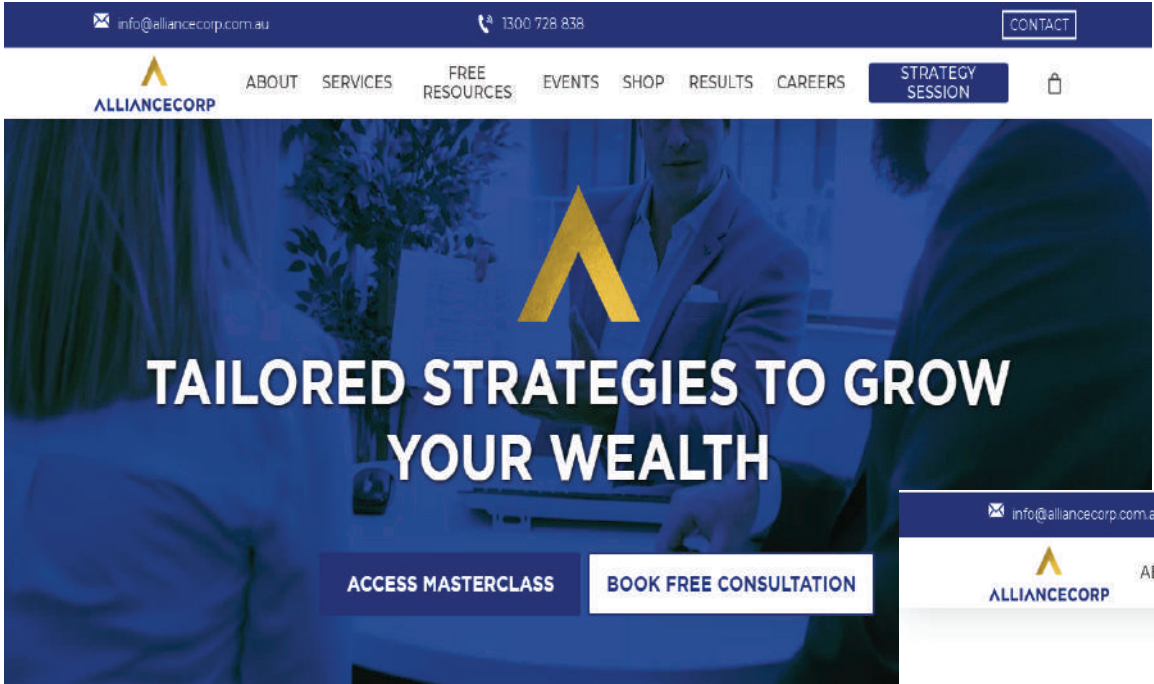 info@alliancecorp.com.au
1300 728 838
CONTACT
ALLIANCECORP
ABOUT
SERVICES
FREE
RESOURCES
EVENTS
SHOP
RESULTS
CAREERS
STRATEGY
SESSION
TAILORED STRATEGIES TO GROW
YOUR WEALTH
ACCESS MASTERCLASS
BOOK FREE CONSULTATION
info@alliancecorp.com.a
ALLIANCECORP